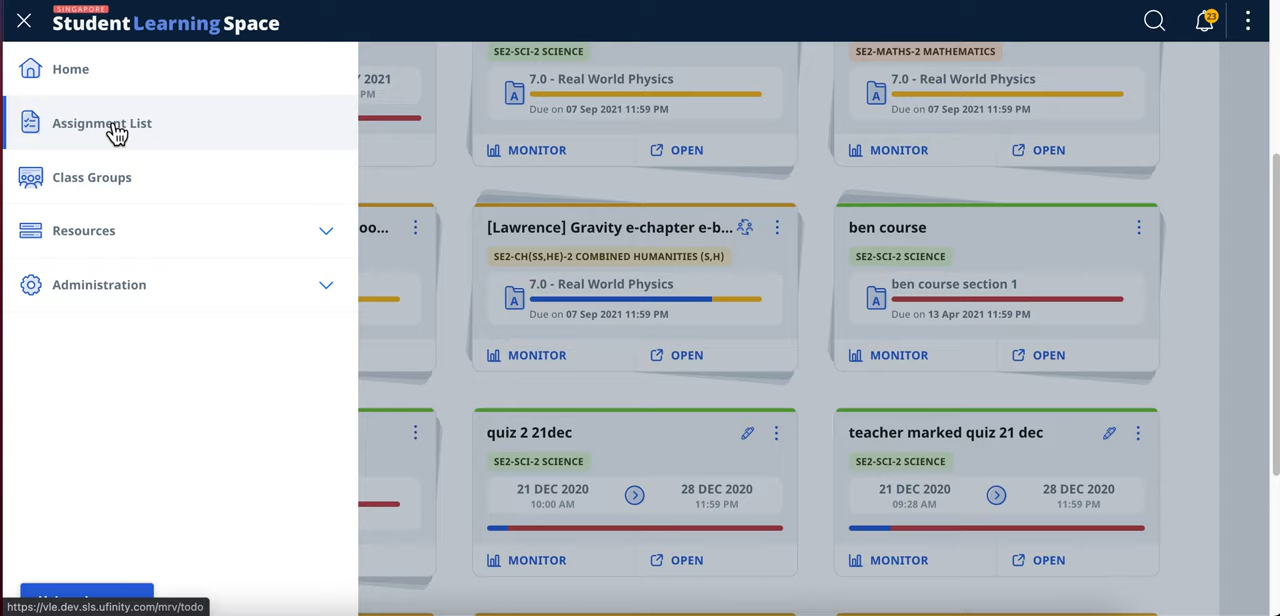 SINGAPORE
Student Learning Space
23
Home
Assignment List
Class Groups
Resources
Administration
https://vle.dev.sls.ufinity.com/mrv/todo
2021
PM
oo...
SE2-SCI-2 SCIENCE
7.0 - Real World Physics
Due on 07 Sep 2021 11:59 PM
MONITOR
OPEN
SE2-MATHS-2 MATHEMATICS
7.0 - Real World Physics
Due on 07 Sep 2021 11:59 PM
MONITOR
OPEN
[Lawrence] Gravity e-chapter e-b...
SE2-CH(SS,HE)-2 COMBINED HUMANITIES (S,H)
7.0 - Real World Physics
Due on 07 Sep 2021 11:59 PM
MONITOR
OPEN
ben course
SE2-SCI-2 SCIENCE
ben course section 1
Due on 13 Apr 2021 11:59 PM
MONITOR
OPEN
quiz 2 21dec
SE2-SCI-2 SCIENCE
21 DEC 2020
10:00 AM
28 DEC 2020
11:59 PM
MONITOR
OPEN
teacher marked quiz 21 dec
SE2-SCI-2 SCIENCE
21 DEC 2020
09:28 AM
28 DEC 2020
11:59 PM
MONITOR
OPEN